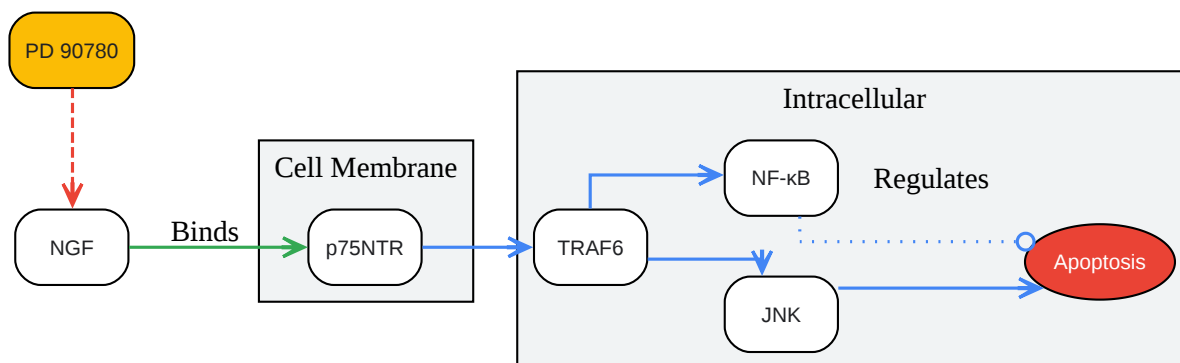 PD 90780
Intracellular
Cell Membrane
NF-κB
Regulates
Binds
NGF
p75NTR
TRAF6
Apoptosis
JNK